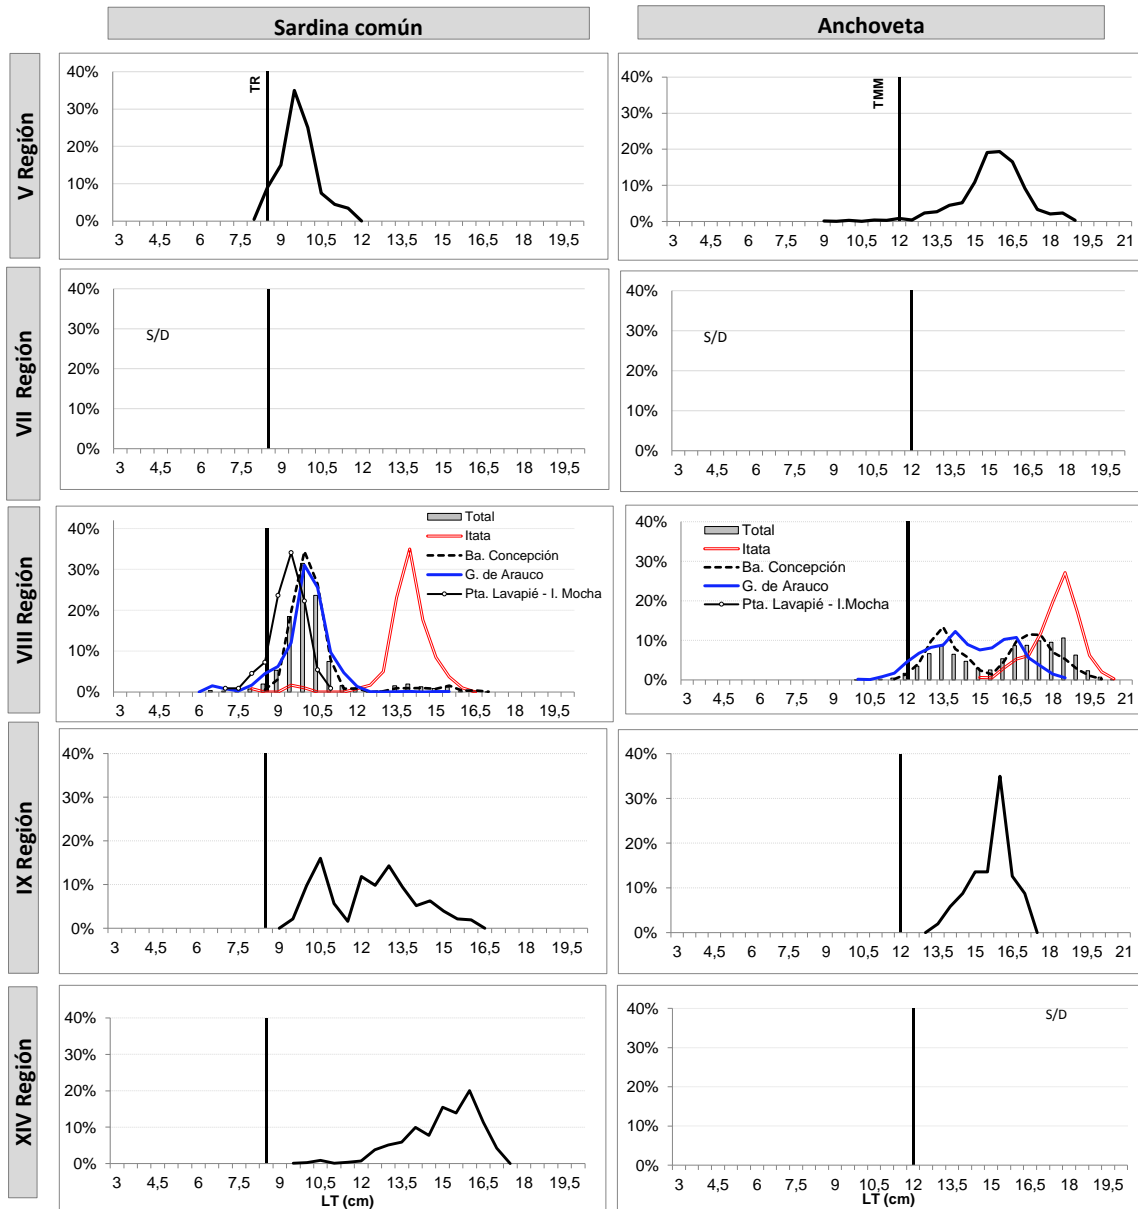 Sardina común
Anchoveta
V Región
40%
30%
20%
10%
0%
TR
3 4,5 6 7,5 9 10,5 12 13,5 15 16,5 18 19,5
40%
30%
20%
10%
0%
TMM
3 4,5 6 7,5 9 10,5 12 13,5 15 16,5 18 19,5 21
VII Región
40%
30%
20%
10%
0%
S/D
3 4,5 6 7,5 9 10,5 12 13,5 15 16,5 18 19,5
40%
30%
20%
10%
0%
S/D
3 4,5 6 7,5 9 10,5 12 13,5 15 16,5 18 19,5
VIII Región
40%
30%
20%
10%
0%
Total
Itata
Ba. Concepción
G. de Arauco
Pta. Lavapié - I.Mocha
3 4,5 6 7,5 9 10,5 12 13,5 15 16,5 18 19,5
40%
30%
20%
10%
0%
Total
Itata
Ba. Concepción
G. de Arauco
Pta. Lavapié - I.Mocha
3 4,5 6 7,5 9 10,5 12 13,5 15 16,5 18 19,5 21
IX Región
40%
30%
20%
10%
0%
3 4,5 6 7,5 9 10,5 12 13,5 15 16,5 18 19,5
40%
30%
20%
10%
0%
3 4,5 6 7,5 9 10,5 12 13,5 15 16,5 18 19,5 21
XIV Región
40%
30%
20%
10%
0%
3 4,5 6 7,5 9 10,5 12 13,5 15 16,5 18 19,5
LT (cm)
40%
30%
20%
10%
0%
S/D
3 4,5 6 7,5 9 10,5 12 13,5 15 16,5 18 19,5
LT (cm)